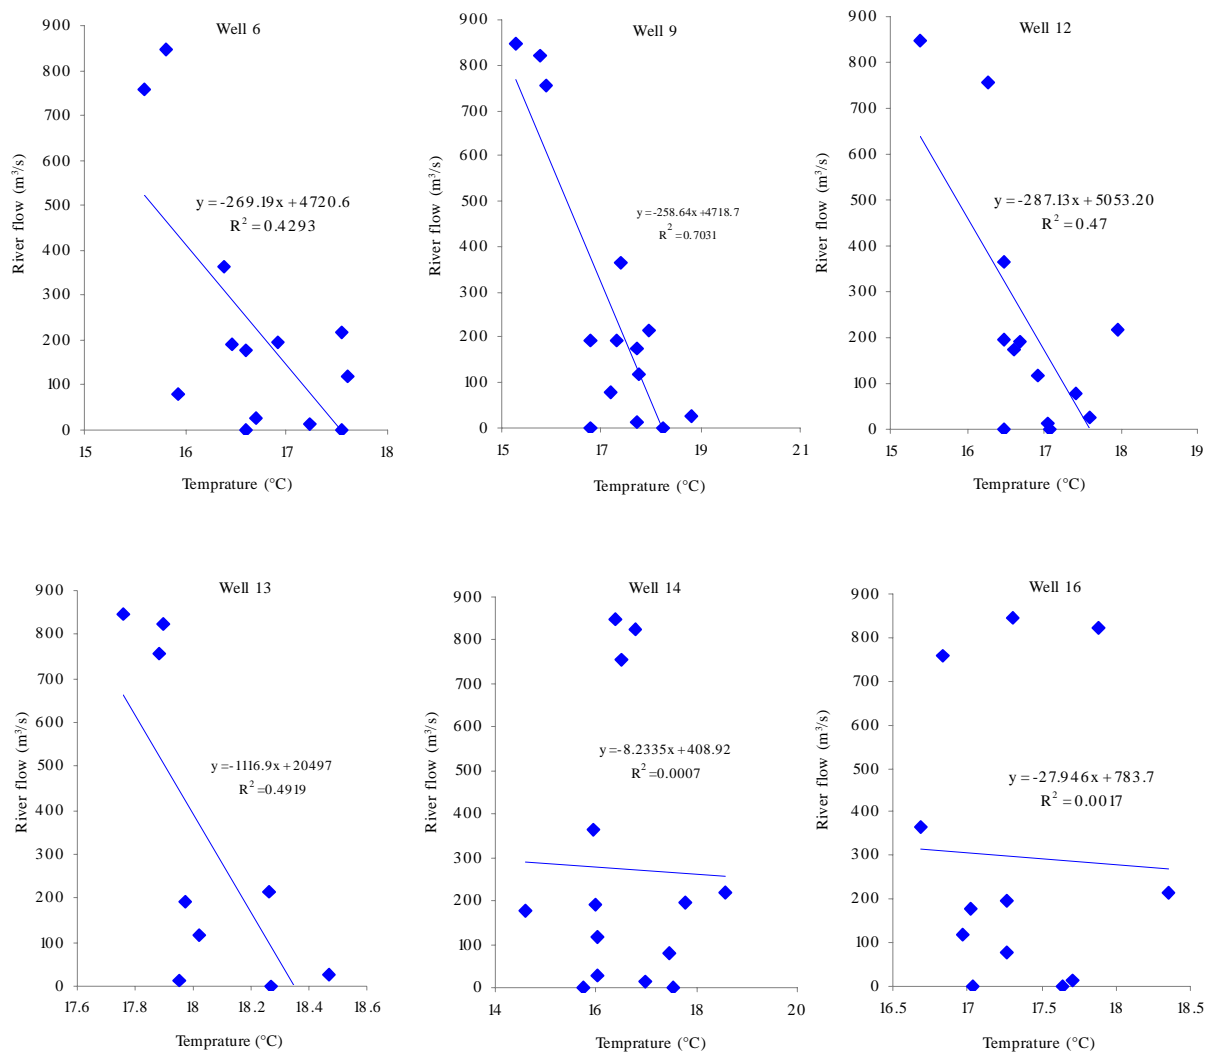 Well 6
900
800
700
600
500
400
300
200
100
0
River flow (m³/s)
y = -269.19x + 4720.6
R² = 0.4293
15 16 17 18
Temprature (°C)
Well 9
900
800
700
600
500
400
300
200
100
0
River flow (m³/s)
y = -258.64x + 4718.7
R² = 0.7031
15 17 19 21
Temprature (°C)
Well 12
900
800
700
600
500
400
300
200
100
0
River flow (m³/s)
y = -287.13x + 5053.20
R² = 0.47
15 16 17 18 19
Temprature (°C)
Well 13
900
800
700
600
500
400
300
200
100
0
River flow (m³/s)
y = -1116.9x + 20497
R² = 0.4919
17.6 17.8 18 18.2 18.4 18.6
Temprature (°C)
Well 14
900
800
700
600
500
400
300
200
100
0
River flow (m³/s)
y = -8.2335x + 408.92
R² = 0.0007
14 16 18 20
Temprature (°C)
Well 16
900
800
700
600
500
400
300
200
100
0
River flow (m³/s)
y = -27.946x + 783.7
R² = 0.0017
16.5 17 17.5 18 18.5
Temprature (°C)